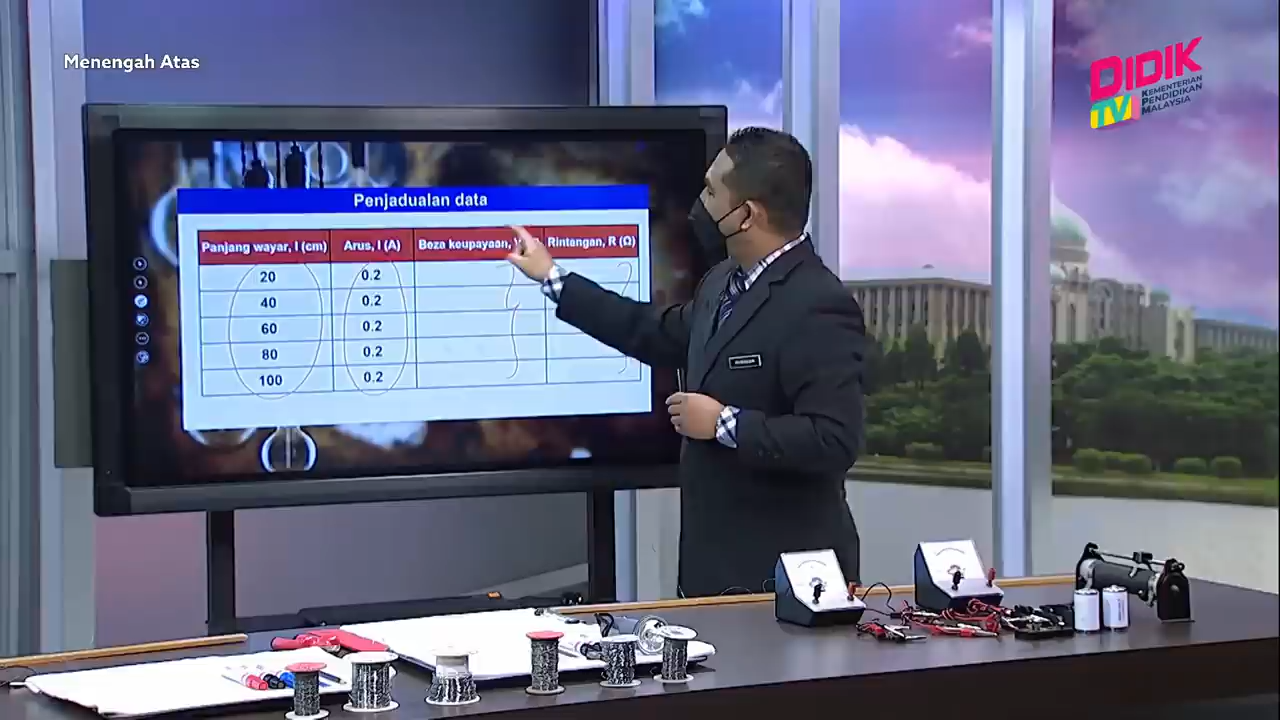 Menengah Atas
DIDIK
TV
KEMENTERIAN
PENDIDIKAN
MALAYSIA
Penjadualan data
Panjang wayar, l (cm) Arus, I (A) Beza keupayaan, Rintangan, R (Ω)
20 0.2
40 0.2
60 0.2
80 0.2
100 0.2